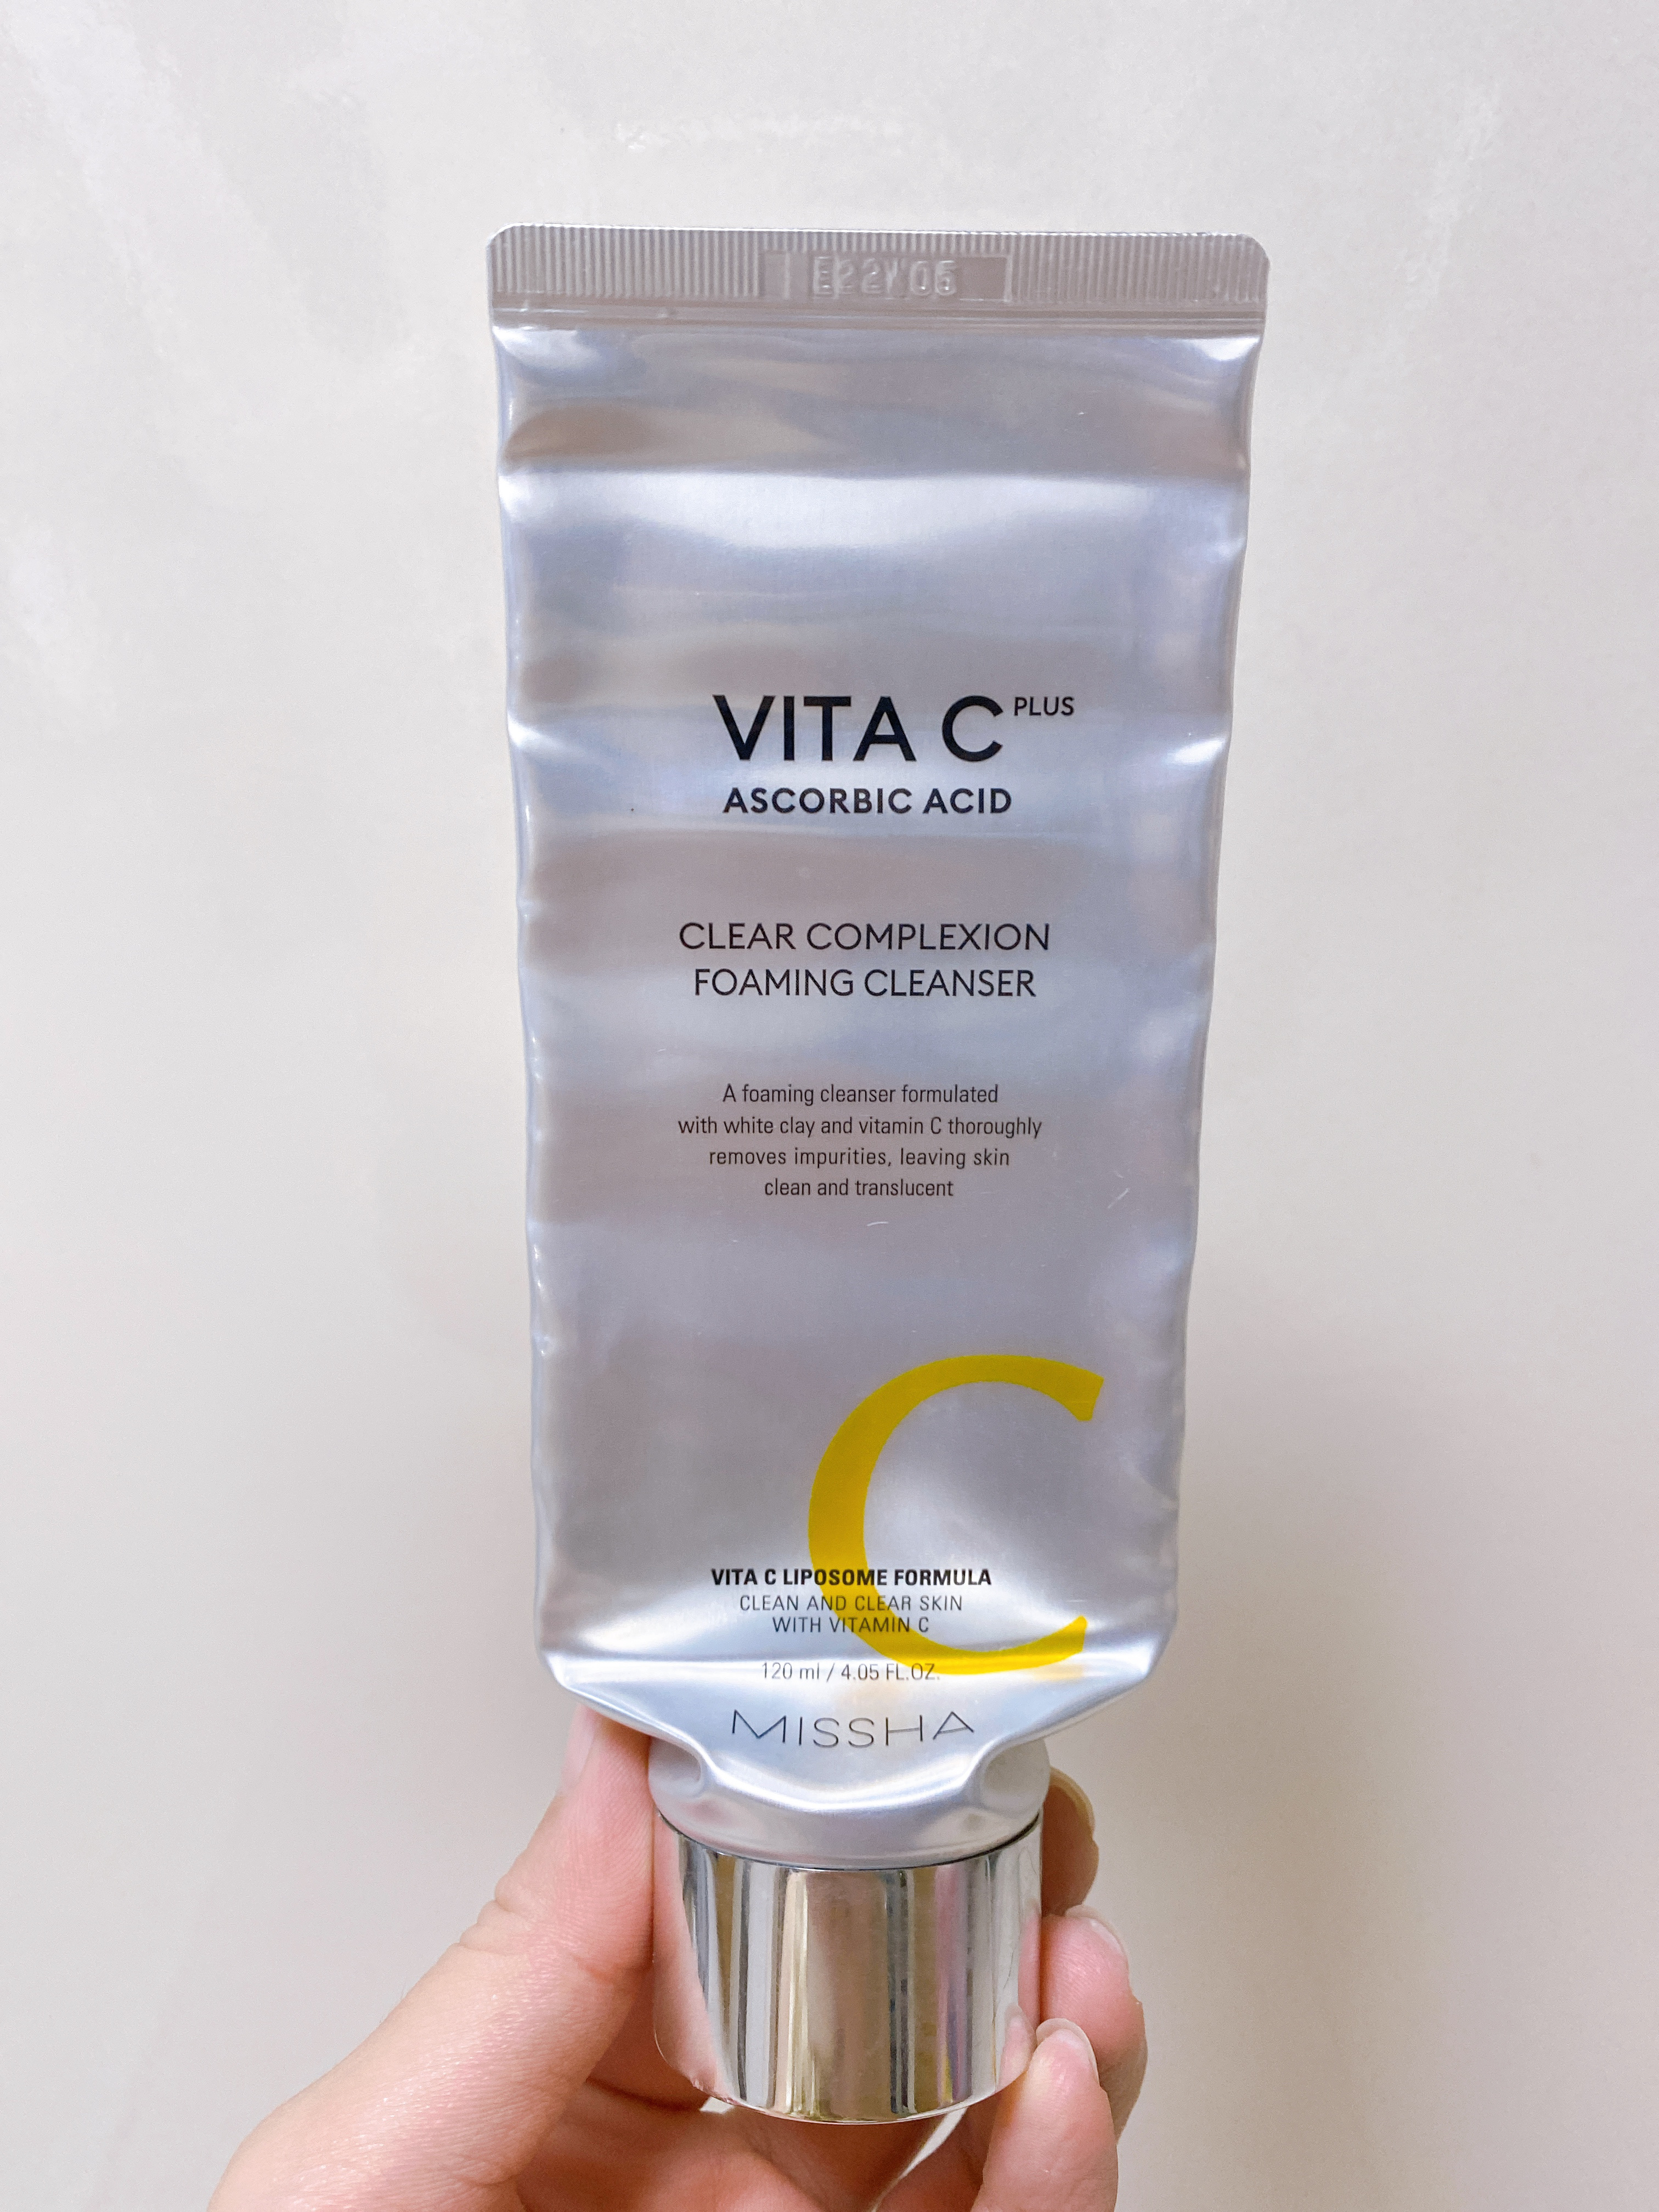 VITA C PLUS
ASCORBIC ACID
CLEAR COMPLEXION
FOAMING CLEANSER
A foaming cleanser formulated
with white clay and vitamin C thoroughly
removes impurities, leaving skin
clean and translucent
C
VITA C LIPOSOME FORMULA
CLEAN AND CLEAR SKIN
WITH VITAMIN C
120 ml / 4.05 FL.OZ.
MISSHA